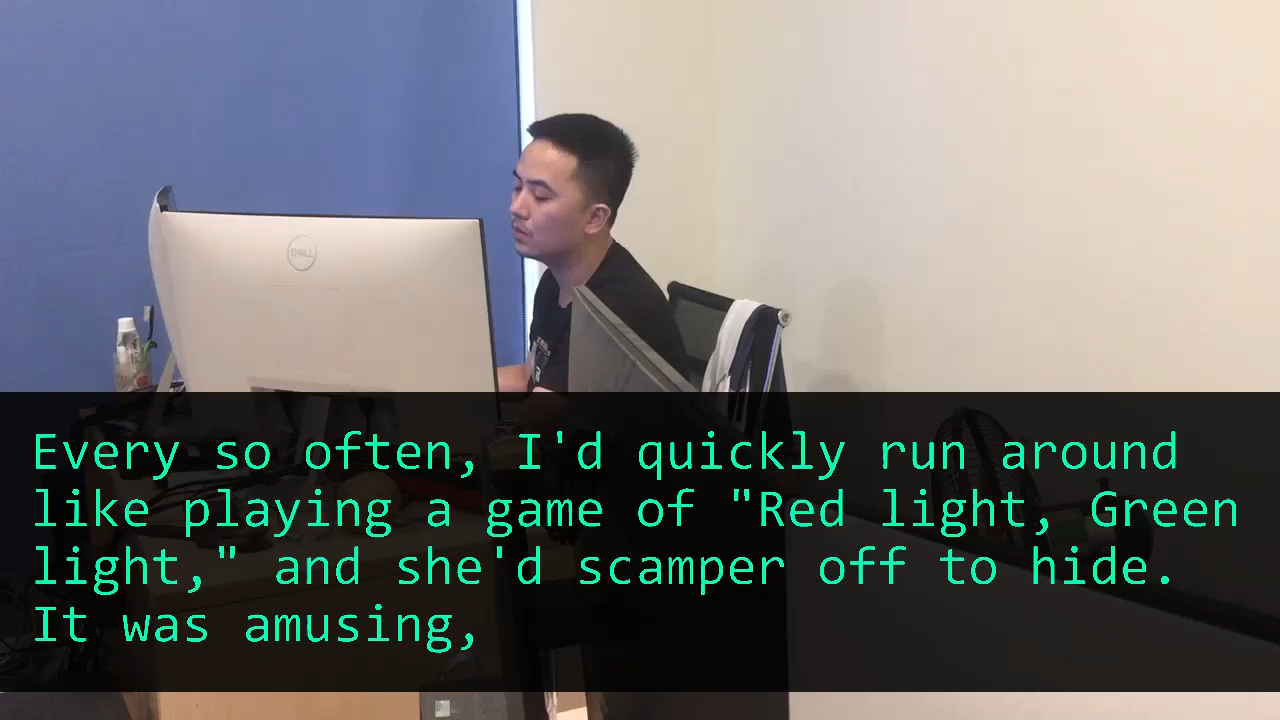 DELL
Every so often, I'd quickly run around
like playing a game of "Red light, Green
light," and she'd scamper off to hide.
It was amusing,